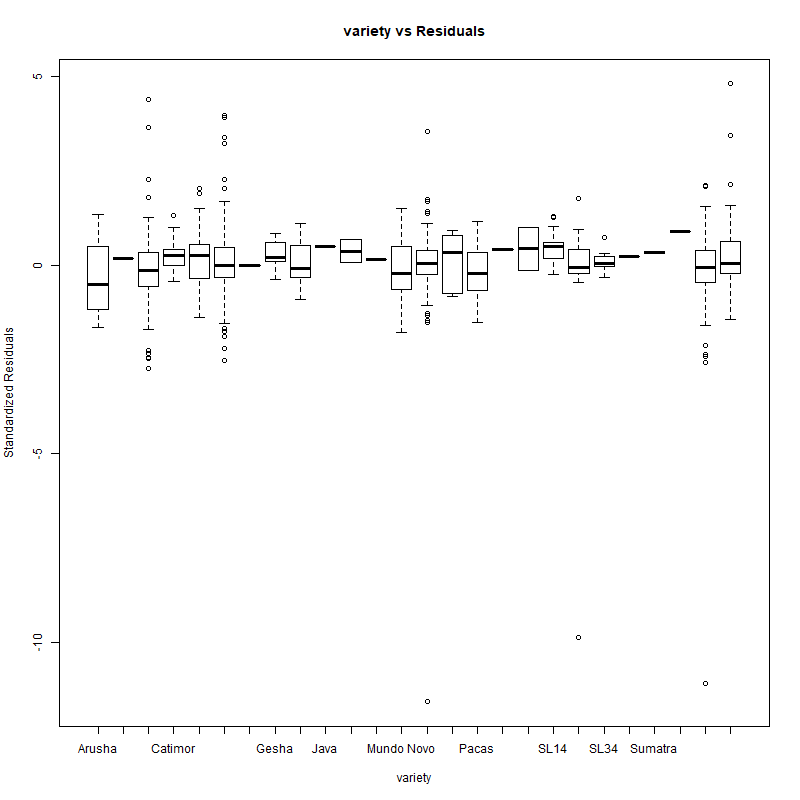 variety vs Residuals
5
0
-5
-10
Standardized Residuals
Arusha Catimor Gesha Java Mundo Novo Pacas SL14 SL34 Sumatra
variety